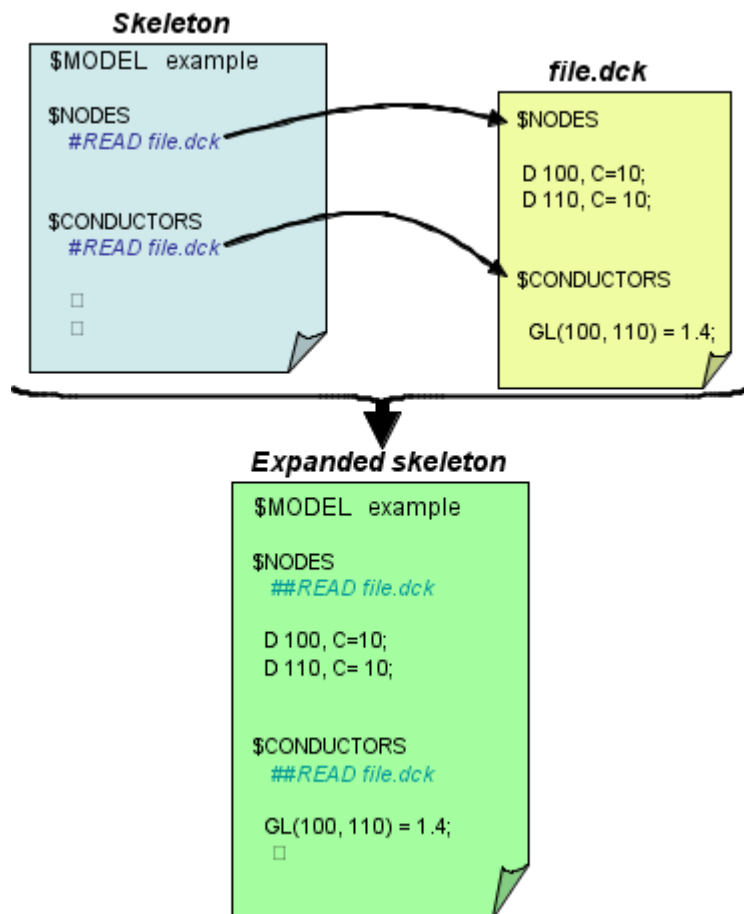 Skeleton
$MODEL example
$NODES
#READ file.dck
$CONDUCTORS
#READ file.dck
file.dck
$NODES
D 100, C=10;
D 110, C= 10;
$CONDUCTORS
GL(100, 110) = 1.4;
Expanded skeleton
$MODEL example
$NODES
##READ file.dck
D 100, C=10;
D 110, C= 10;
$CONDUCTORS
##READ file.dck
GL(100, 110) = 1.4;